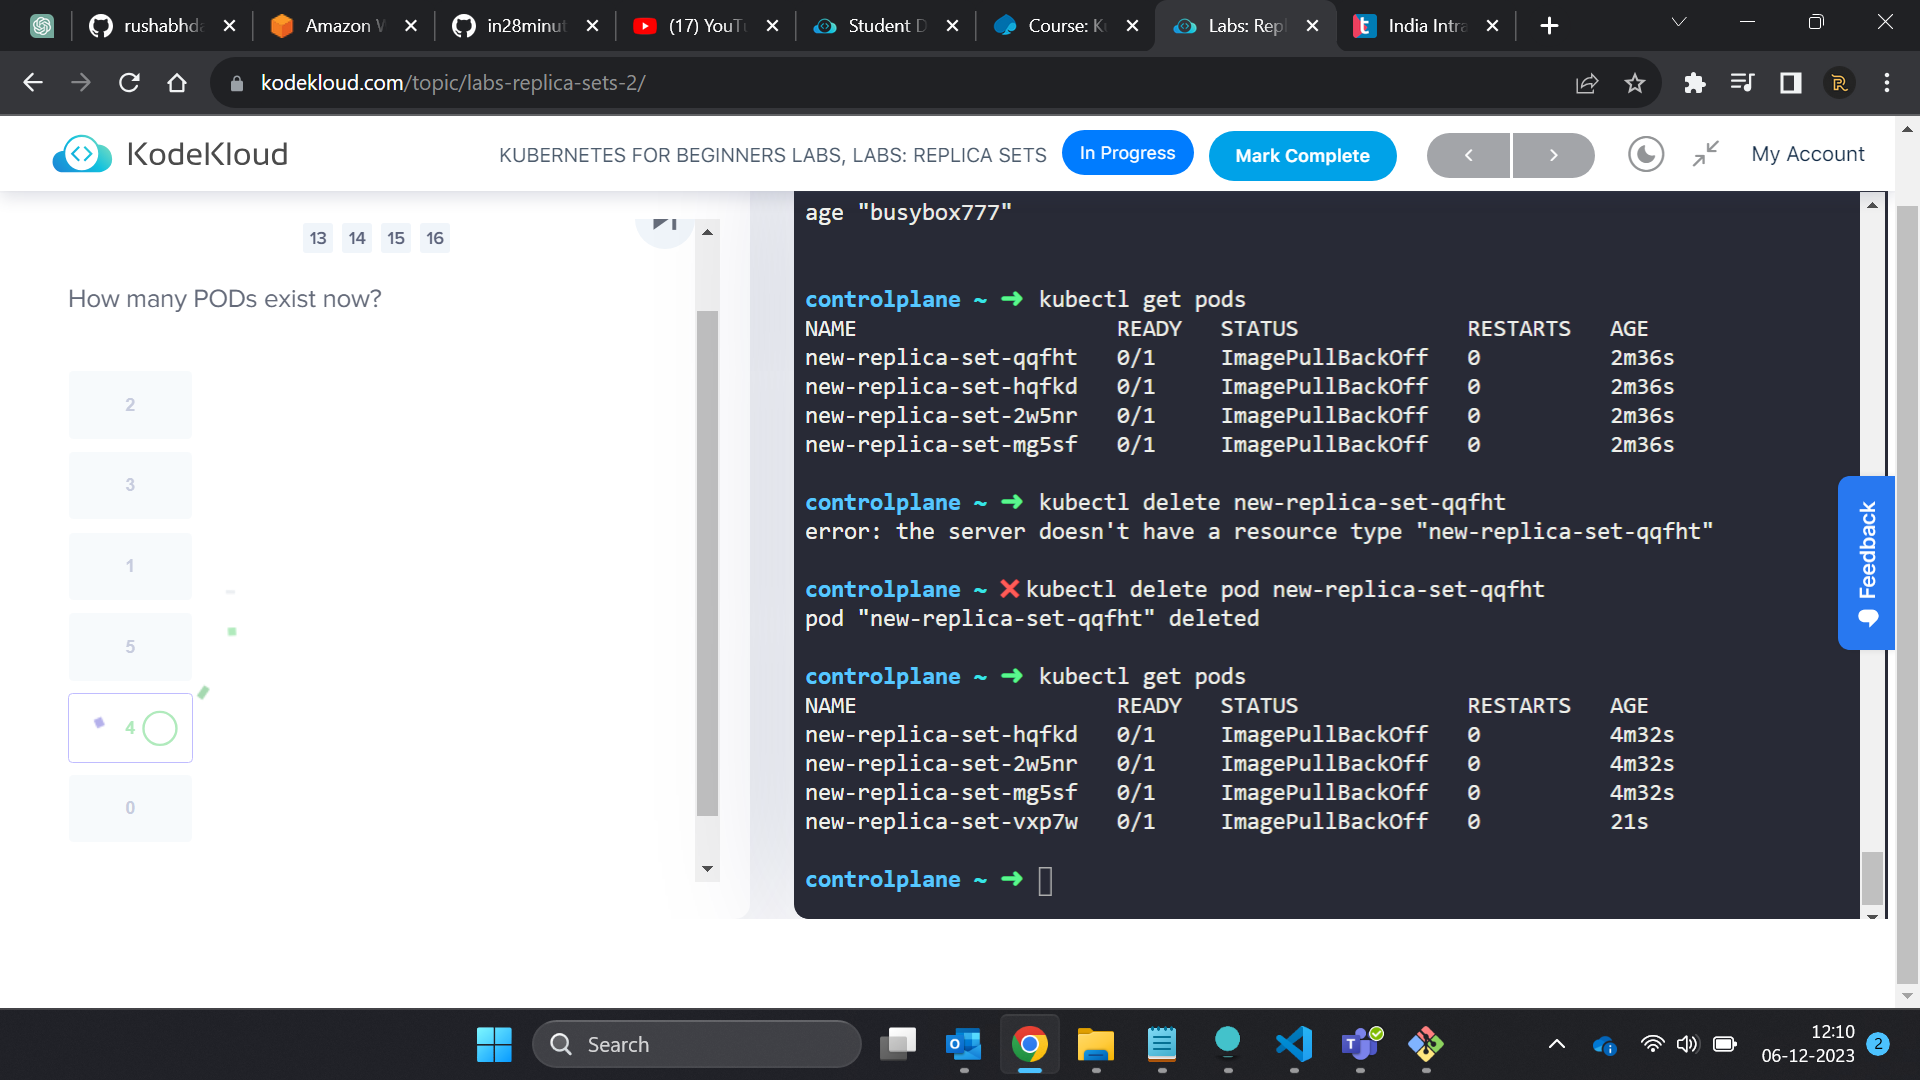 rushabhda
Amazon W
in28minut
(17) YouTu
Student D
Course: Ku
Labs: Repl
India Intra
kodekloud.com/topic/labs-replica-sets-2/
KodeKloud
KUBERNETES FOR BEGINNERS LABS, LABS: REPLICA SETS
In Progress
Mark Complete
My Account
13 14 15 16
How many PODs exist now?
2
3
1
5
4
0
age "busybox777"
controlplane ~ ➜ kubectl get pods
NAME READY STATUS RESTARTS AGE
new-replica-set-qqfht 0/1 ImagePullBackOff 0 2m36s
new-replica-set-hqfkd 0/1 ImagePullBackOff 0 2m36s
new-replica-set-2w5nr 0/1 ImagePullBackOff 0 2m36s
new-replica-set-mg5sf 0/1 ImagePullBackOff 0 2m36s
controlplane ~ ➜ kubectl delete new-replica-set-qqfht
error: the server doesn't have a resource type "new-replica-set-qqfht"
controlplane ~ ✖ kubectl delete pod new-replica-set-qqfht
pod "new-replica-set-qqfht" deleted
controlplane ~ ➜ kubectl get pods
NAME READY STATUS RESTARTS AGE
new-replica-set-hqfkd 0/1 ImagePullBackOff 0 4m32s
new-replica-set-2w5nr 0/1 ImagePullBackOff 0 4m32s
new-replica-set-mg5sf 0/1 ImagePullBackOff 0 4m32s
new-replica-set-vxp7w 0/1 ImagePullBackOff 0 21s
controlplane ~ ➜
Feedback
Search
12:10
06-12-2023
2